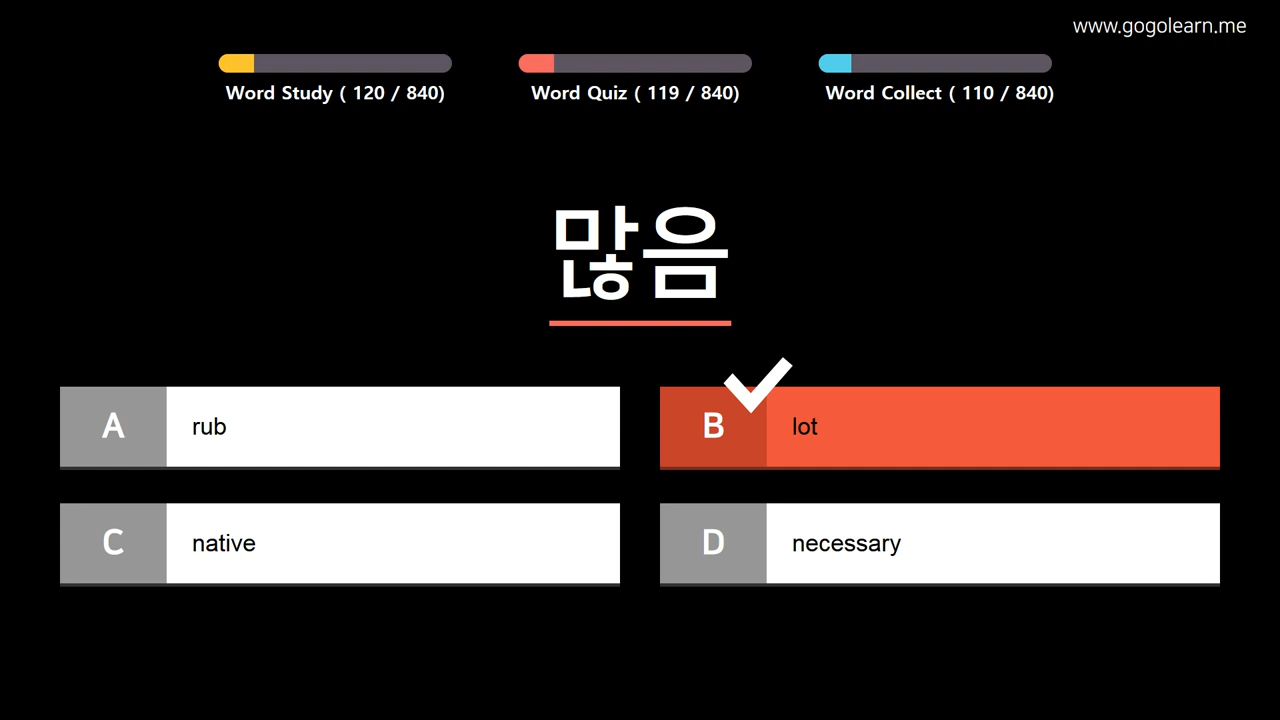 www.gogolearn.me
Word Study ( 120 / 840)
Word Quiz ( 119 / 840)
Word Collect ( 110 / 840)
많음
A rub
B lot
C native
D necessary